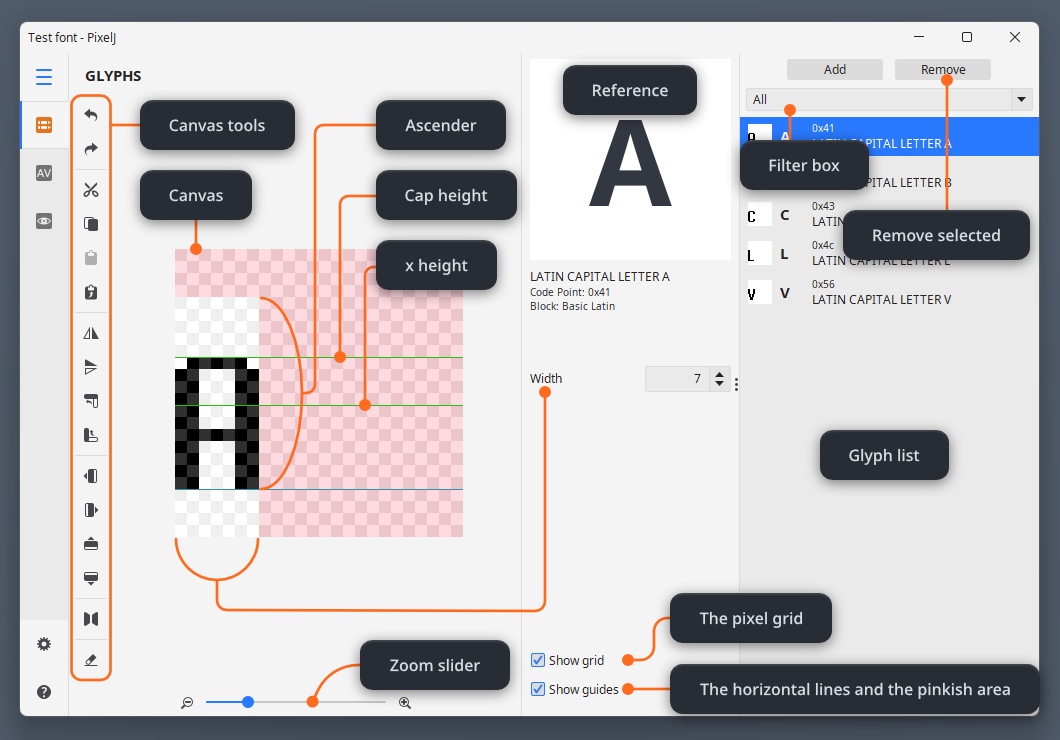 Test font - PixelJ
GLYPHS
AV
Canvas tools
Canvas
Ascender
Cap height
x height
Zoom slider
Reference
A
LATIN CAPITAL LETTER A
Code Point: 0x41
Block: Basic Latin
Width
7
Show grid
Show guides
The pixel grid
The horizontal lines and the pinkish area
Add
Remove
All
A
0x41
LATIN CAPITAL LETTER A
Filter box
CAPITAL LETTER B
Remove selected
C
C
0x43
LATIN
L
L
0x4c
LATIN CAPITAL LETTER L
V
V
0x56
LATIN CAPITAL LETTER V
Glyph list